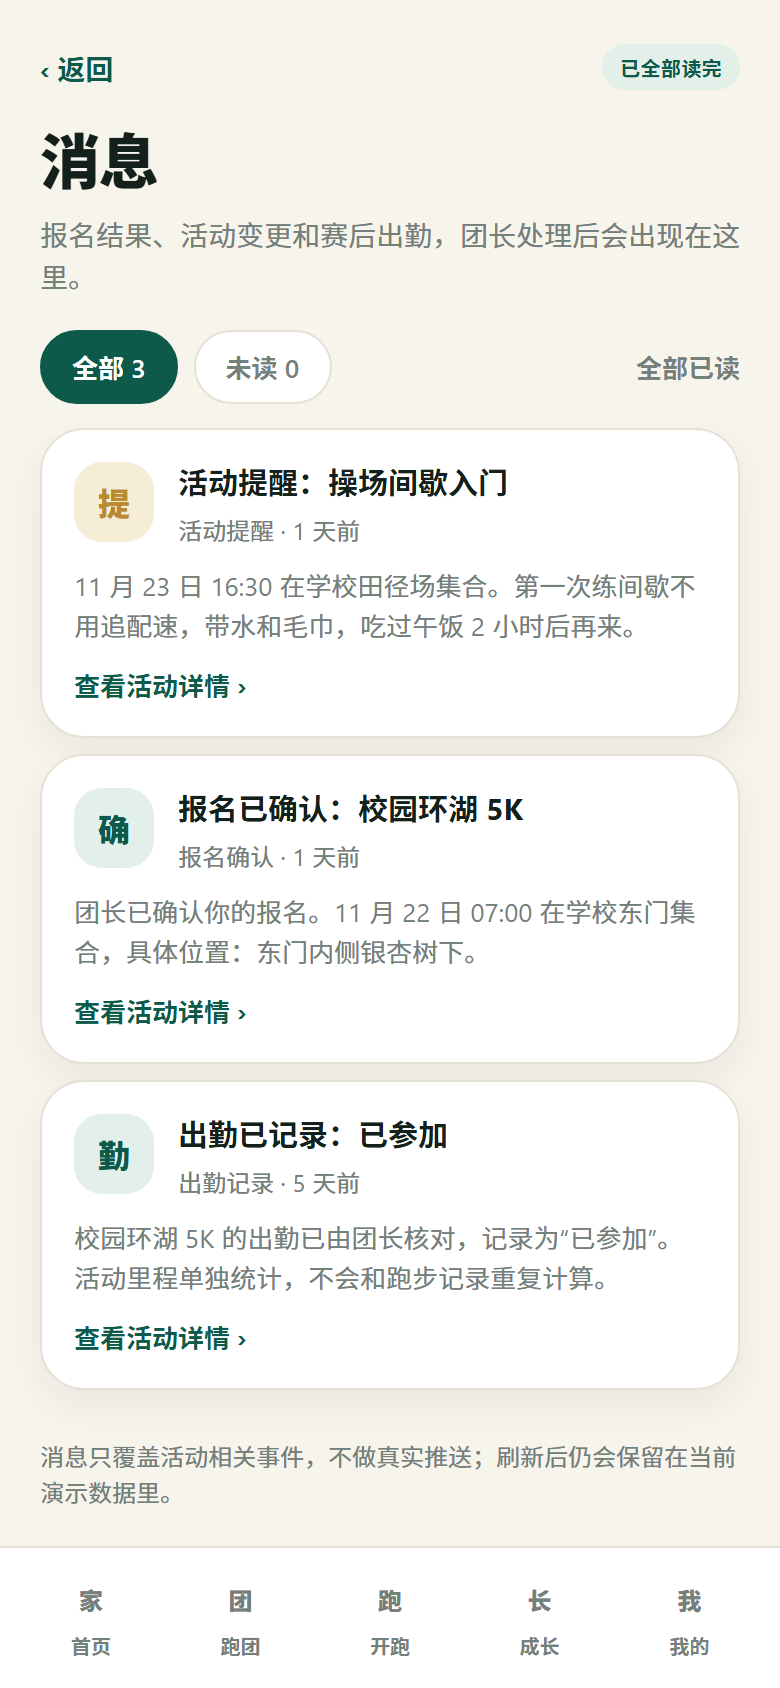 ‹ 返回
已全部读完
消息
报名结果、活动变更和赛后出勤，团长处理后会出现在这
里。
全部 3
未读 0
全部已读
提
活动提醒：操场间歇入门
活动提醒 · 1 天前
11 月 23 日 16:30 在学校田径场集合。第一次练间歇不
用追配速，带水和毛巾，吃过午饭 2 小时后再来。
查看活动详情 ›
确
报名已确认：校园环湖 5K
报名确认 · 1 天前
团长已确认你的报名。11 月 22 日 07:00 在学校东门集
合，具体位置：东门内侧银杏树下。
查看活动详情 ›
勤
出勤已记录：已参加
出勤记录 · 5 天前
校园环湖 5K 的出勤已由团长核对，记录为“已参加”。
活动里程单独统计，不会和跑步记录重复计算。
查看活动详情 ›
消息只覆盖活动相关事件，不做真实推送；刷新后仍会保留在当前
演示数据里。
家 团 跑 长 我
首页 跑团 开跑 成长 我的